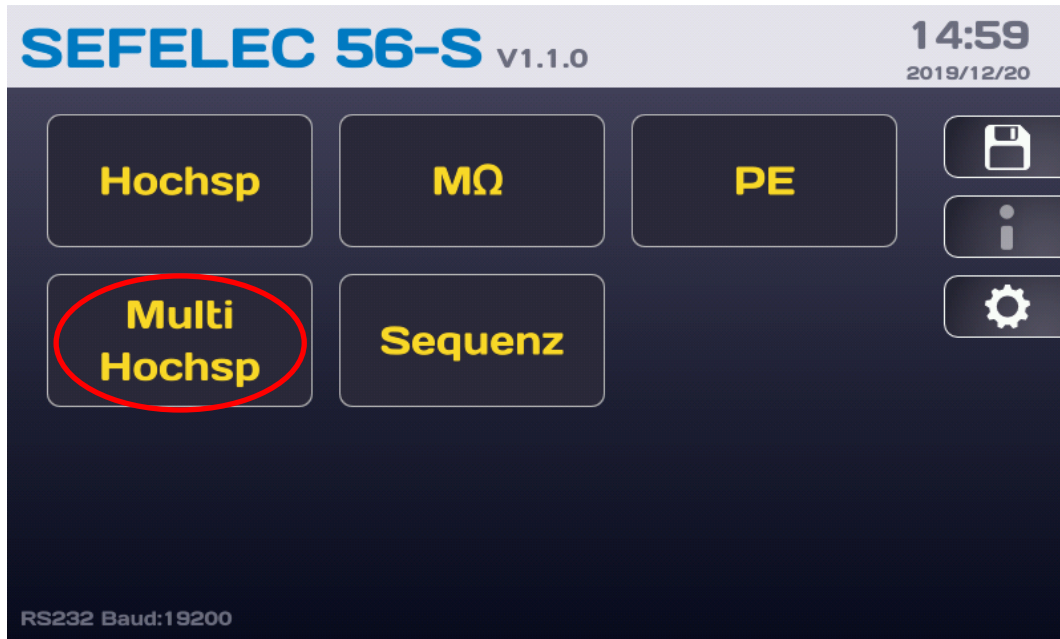 SEFELEC 56-S V1.1.0
14:59
2019/12/20
Hochsp
MΩ
PE
Multi
Hochsp
Sequenz
RS232 Baud:19200